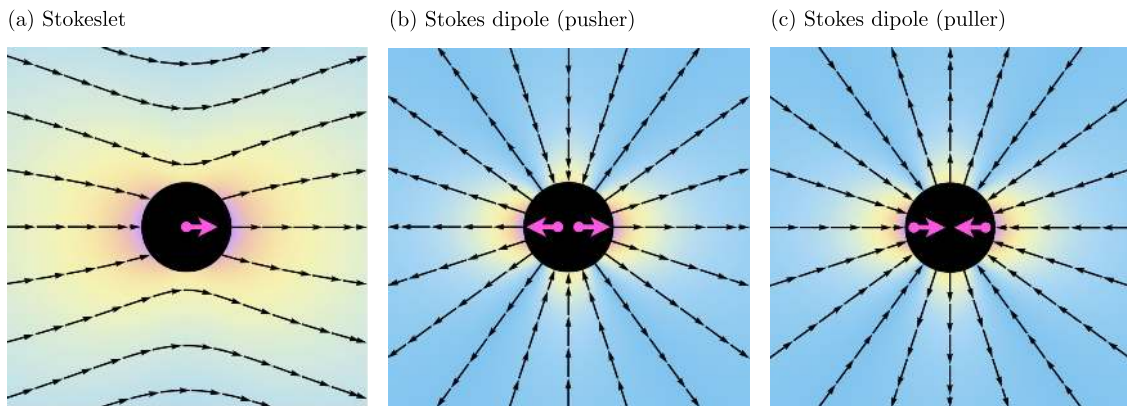 (a) Stokeslet
(b) Stokes dipole (pusher)
(c) Stokes dipole (puller)